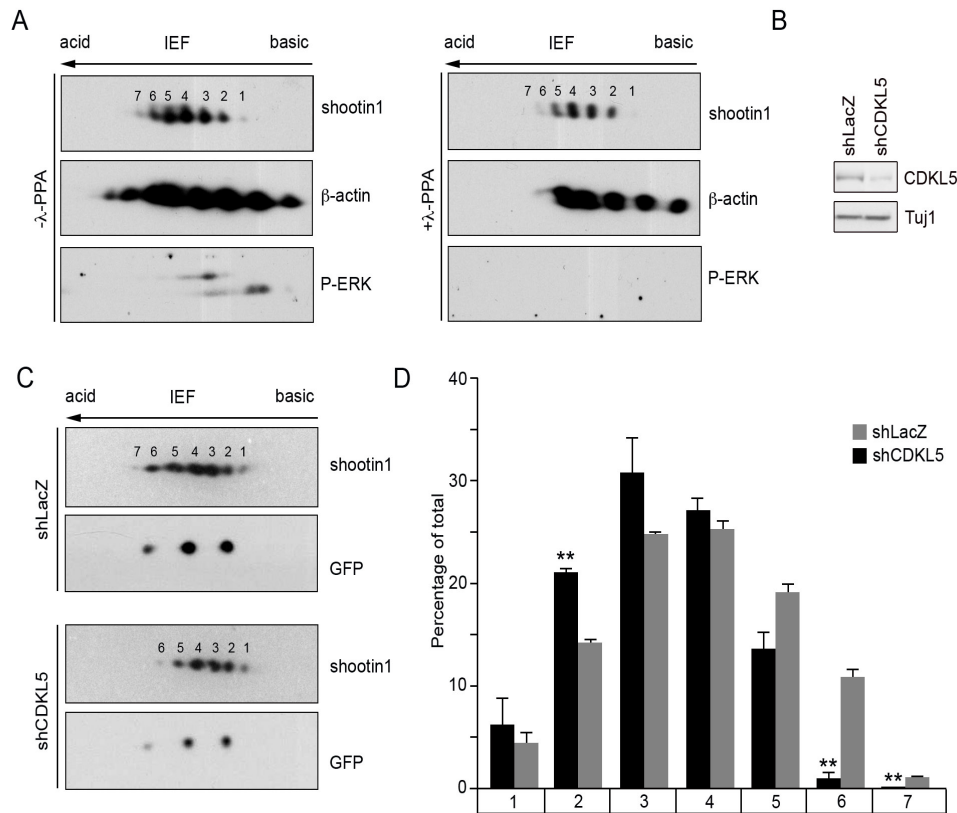 A
acid IEF basic
7 6 5 4 3 2 1
shootin1
β-actin
P-ERK
-λ-PPA
acid IEF basic
7 6 5 4 3 2 1
shootin1
β-actin
P-ERK
+λ-PPA
B
shLacZ
shCDKL5
CDKL5
Tuj1
C
acid IEF basic
7 6 5 4 3 2 1
shootin1
GFP
shLacZ
6 5 4 3 2 1
shootin1
GFP
shCDKL5
D
Percentage of total
40
30
20
10
0
shLacZ
shCDKL5
**
**
**
1 2 3 4 5 6 7